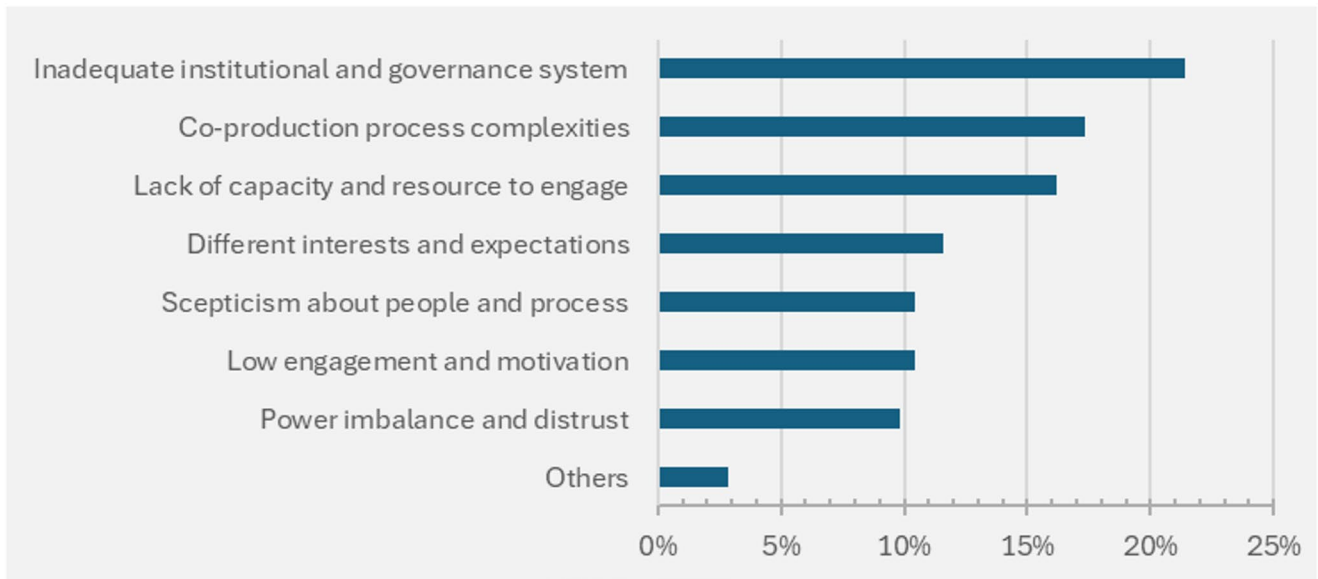 Inadequate institutional and governance system
Co-production process complexities
Lack of capacity and resource to engage
Different interests and expectations
Scepticism about people and process
Low engagement and motivation
Power imbalance and distrust
Others
0% 5% 10% 15% 20% 25%